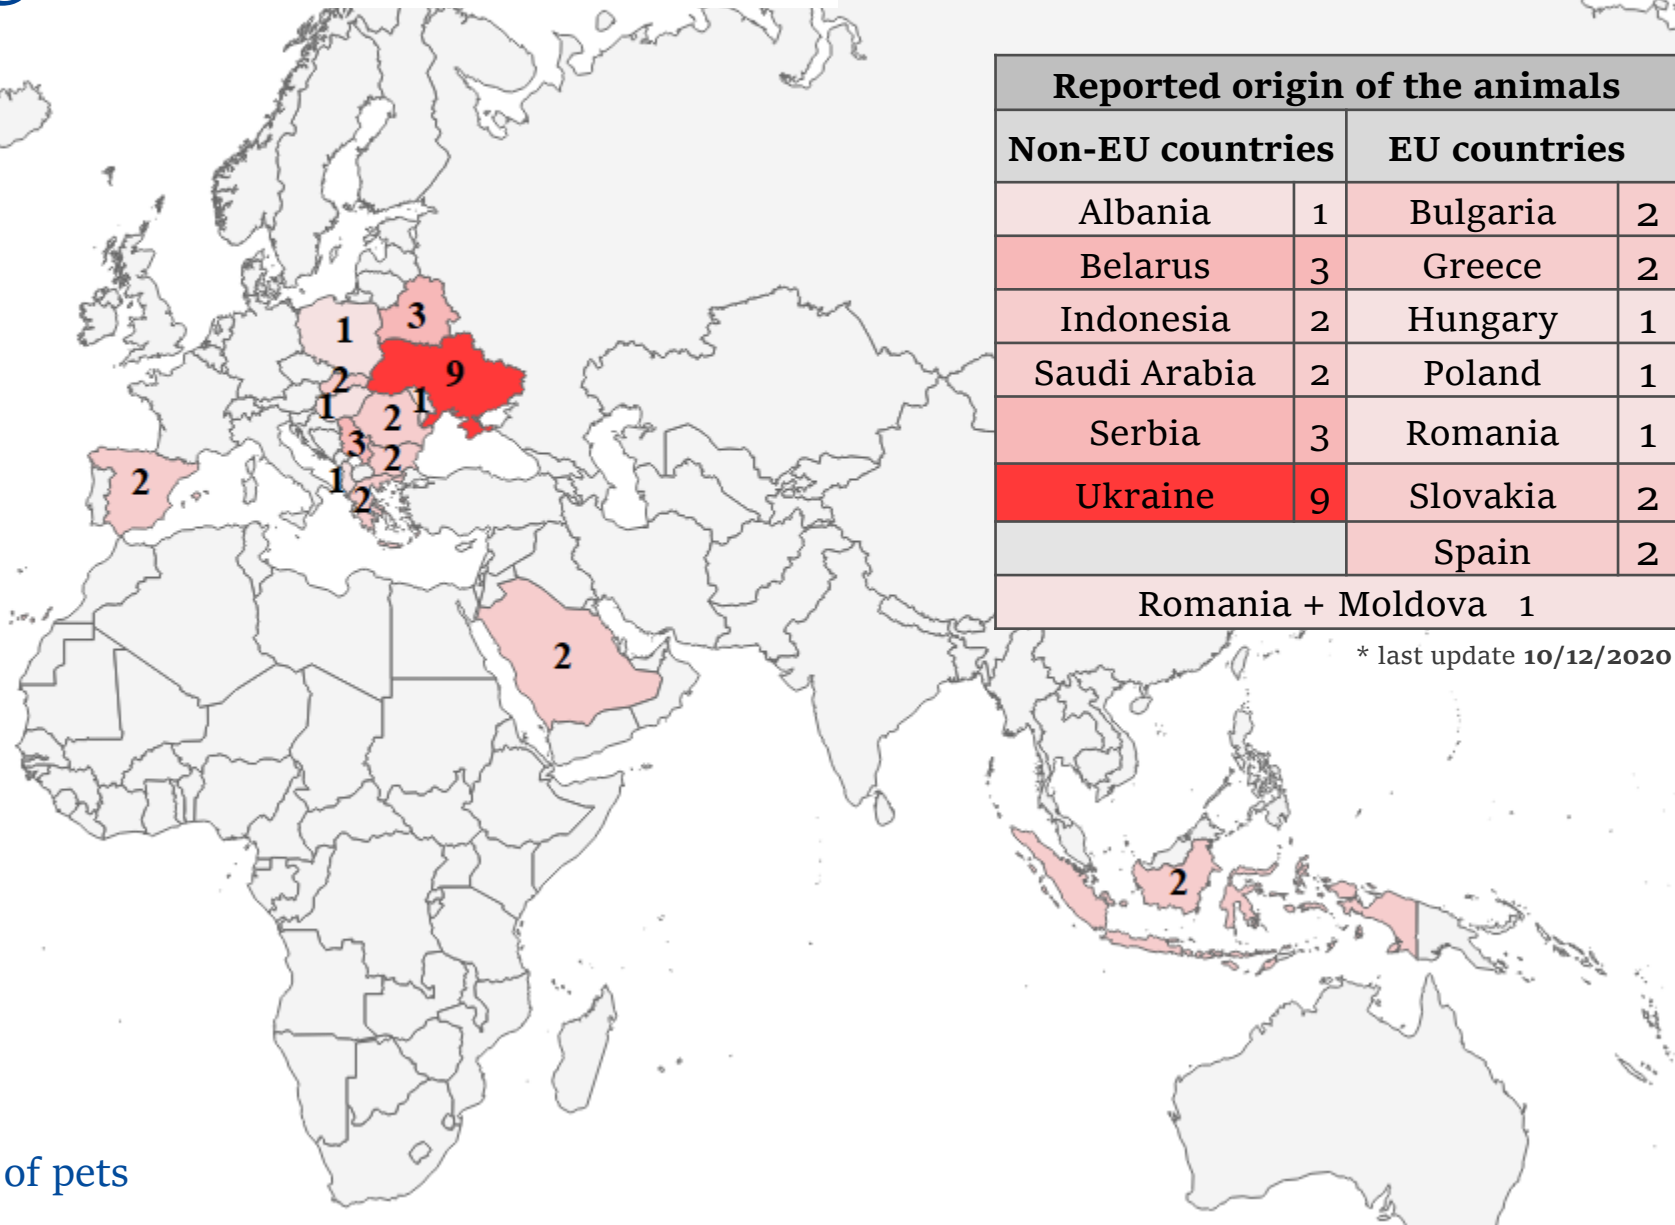 Reported origin of the animals
Non-EU countries EU countries
Albania 1 Bulgaria 2
Belarus 3 Greece 2
Indonesia 2 Hungary 1
Saudi Arabia 2 Poland 1
Serbia 3 Romania 1
Ukraine 9 Slovakia 2
Spain 2
Romania + Moldova 1
* last update 10/12/2020
3
1
9
2
1
1
2
3
2
2
1
2
2
2
of pets